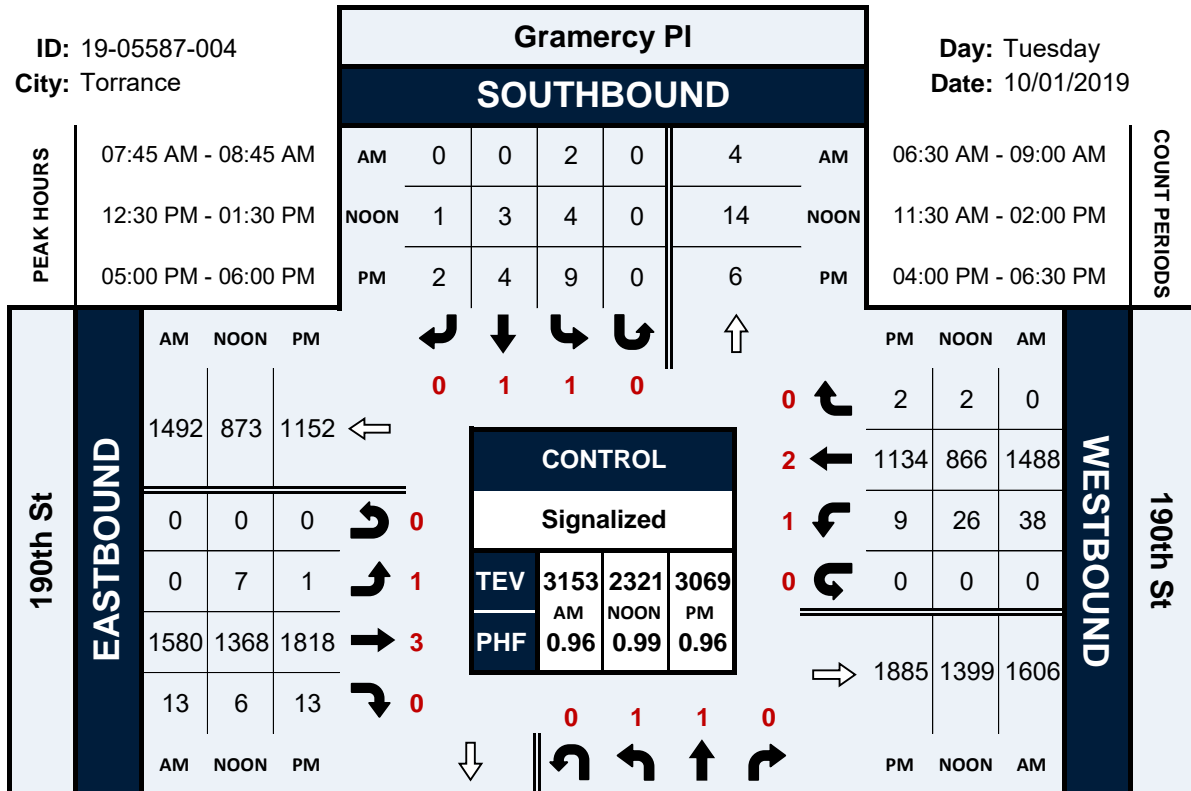 Gramercy Pl
ID: 19-05587-004
City: Torrance
Day: Tuesday
Date: 10/01/2019
SOUTHBOUND
PEAK HOURS
07:45 AM - 08:45 AM
12:30 PM - 01:30 PM
05:00 PM - 06:00 PM
AM 0 0 2 0 4 AM
NOON 1 3 4 0 14 NOON
PM 2 4 9 0 6 PM
06:30 AM - 09:00 AM
11:30 AM - 02:00 PM
04:00 PM - 06:30 PM
COUNT PERIODS
0 1 1 0
190th St
EASTBOUND
AM NOON PM
1492 873 1152
0 0 0 0
0 7 1 1
1580 1368 1818 3
13 6 13 0
AM NOON PM
CONTROL
Signalized
TEV 3153 2321 3069
AM NOON PM
PHF 0.96 0.99 0.96
PM NOON AM
0 2 2 0
2 1134 866 1488
1 9 26 38
0 0 0 0
1885 1399 1606
PM NOON AM
WESTBOUND
190th St
0 1 1 0